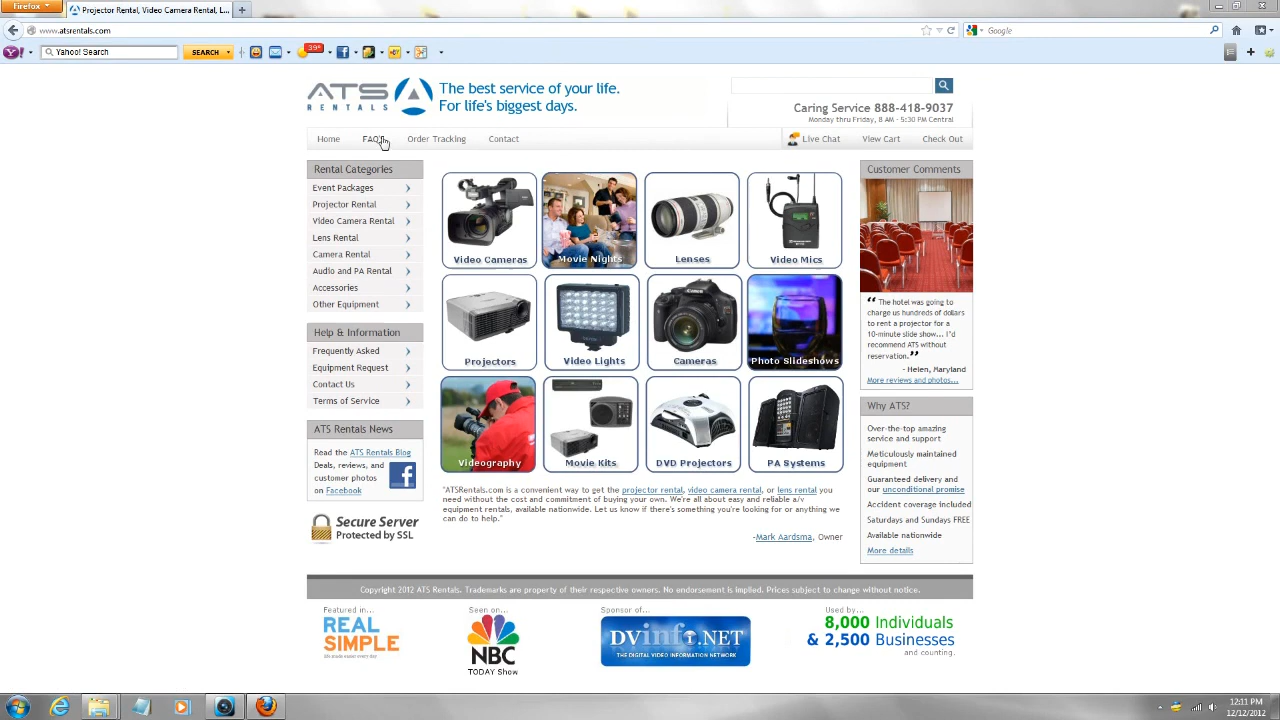 Firefox
Projector Rental, Video Camera Rental, L...
www.atsrentals.com
Google
Yahoo! Search
SEARCH
39°
ATS
RENTALS
The best service of your life.
For life's biggest days.
Caring Service 888-418-9037
Monday thru Friday, 8 AM - 5:30 PM Central
Home
Order Tracking
Contact
Live Chat
View Cart
Check Out
Rental Categories
Event Packages
Projector Rental
Video Camera Rental
Lens Rental
Camera Rental
Audio and PA Rental
Accessories
Other Equipment
Help & Information
Frequently Asked
Equipment Request
Contact Us
Terms of Service
ATS Rentals News
Read the ATS Rentals Blog
Deals, reviews, and
customer photos
on Facebook
Secure Server
Protected by SSL
Video Cameras
Movie Nights
Lenses
Video Mics
Projectors
Video Lights
Cameras
Photo Slideshows
Videography
Movie Kits
DVD Projectors
PA Systems
"ATSRentals.com is a convenient way to get the projector rental, video camera rental, or lens rental you
need without the cost and commitment of buying your own. We're all about easy and reliable a/v
equipment rentals, available nationwide. Let us know if there's something you're looking for or anything we
can do to help."
-Mark Aardsma, Owner
Customer Comments
"The hotel was going to
charge us hundreds of dollars
to rent a projector for a
10-minute slide show... I'd
recommend ATS without
reservation."
- Helen, Maryland
More reviews and photos...
Why ATS?
Over-the-top amazing
service and support
Meticulously maintained
equipment
Guaranteed delivery and
our unconditional promise
Accident coverage included
Saturdays and Sundays FREE
Available nationwide
More details
Copyright 2012 ATS Rentals. Trademarks are property of their respective owners. No endorsement is implied. Prices subject to change without notice.
Featured in...
REAL
SIMPLE
Seen on...
NBC
TODAY Show
Sponsor of...
DVinfo.NET
THE DIGITAL VIDEO INFORMATION NETWORK
Used by...
8,000 Individuals
& 2,500 Businesses
and counting.
12:11 PM
12/12/2012